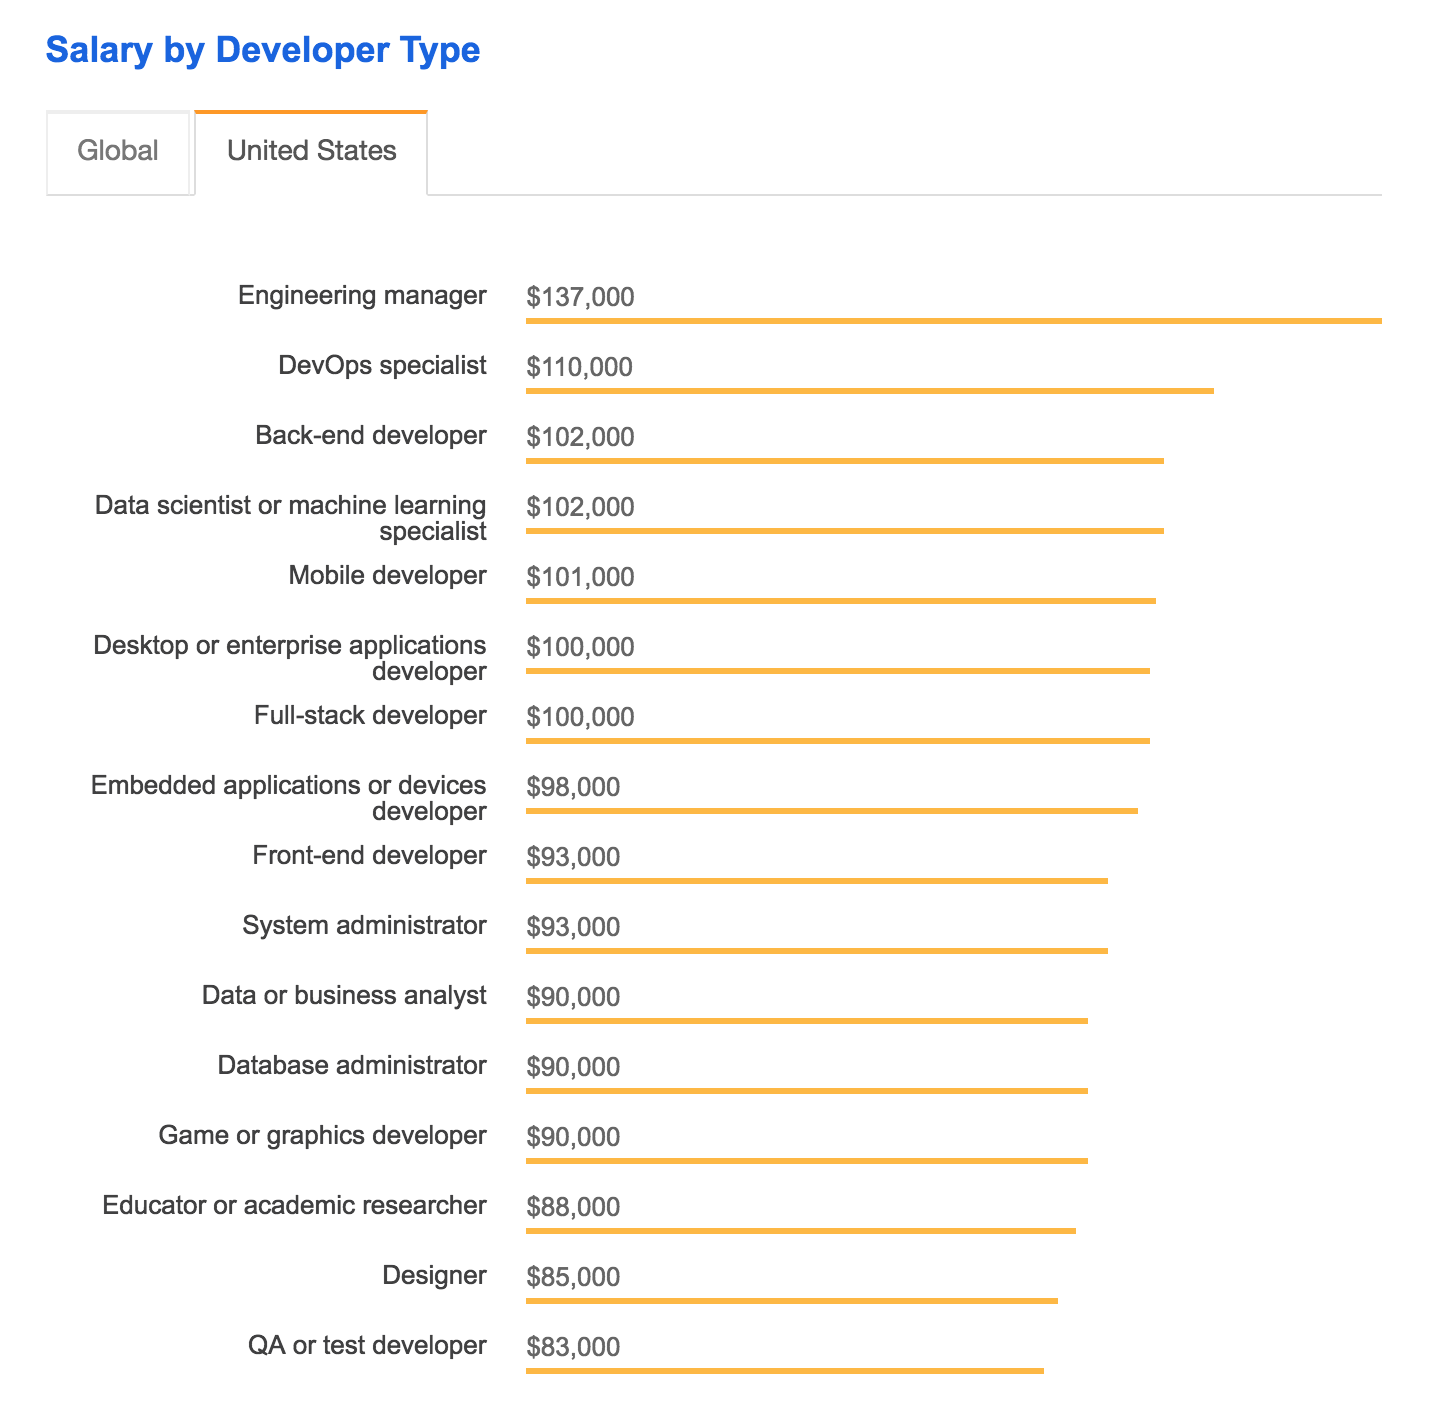 Salary by Developer Type
Global
United States
Engineering manager
$137,000
DevOps specialist
$110,000
Back-end developer
$102,000
Data scientist or machine learning
specialist
$102,000
Mobile developer
$101,000
Desktop or enterprise applications
developer
$100,000
Full-stack developer
$100,000
Embedded applications or devices
developer
$98,000
Front-end developer
$93,000
System administrator
$93,000
Data or business analyst
$90,000
Database administrator
$90,000
Game or graphics developer
$90,000
Educator or academic researcher
$88,000
Designer
$85,000
QA or test developer
$83,000